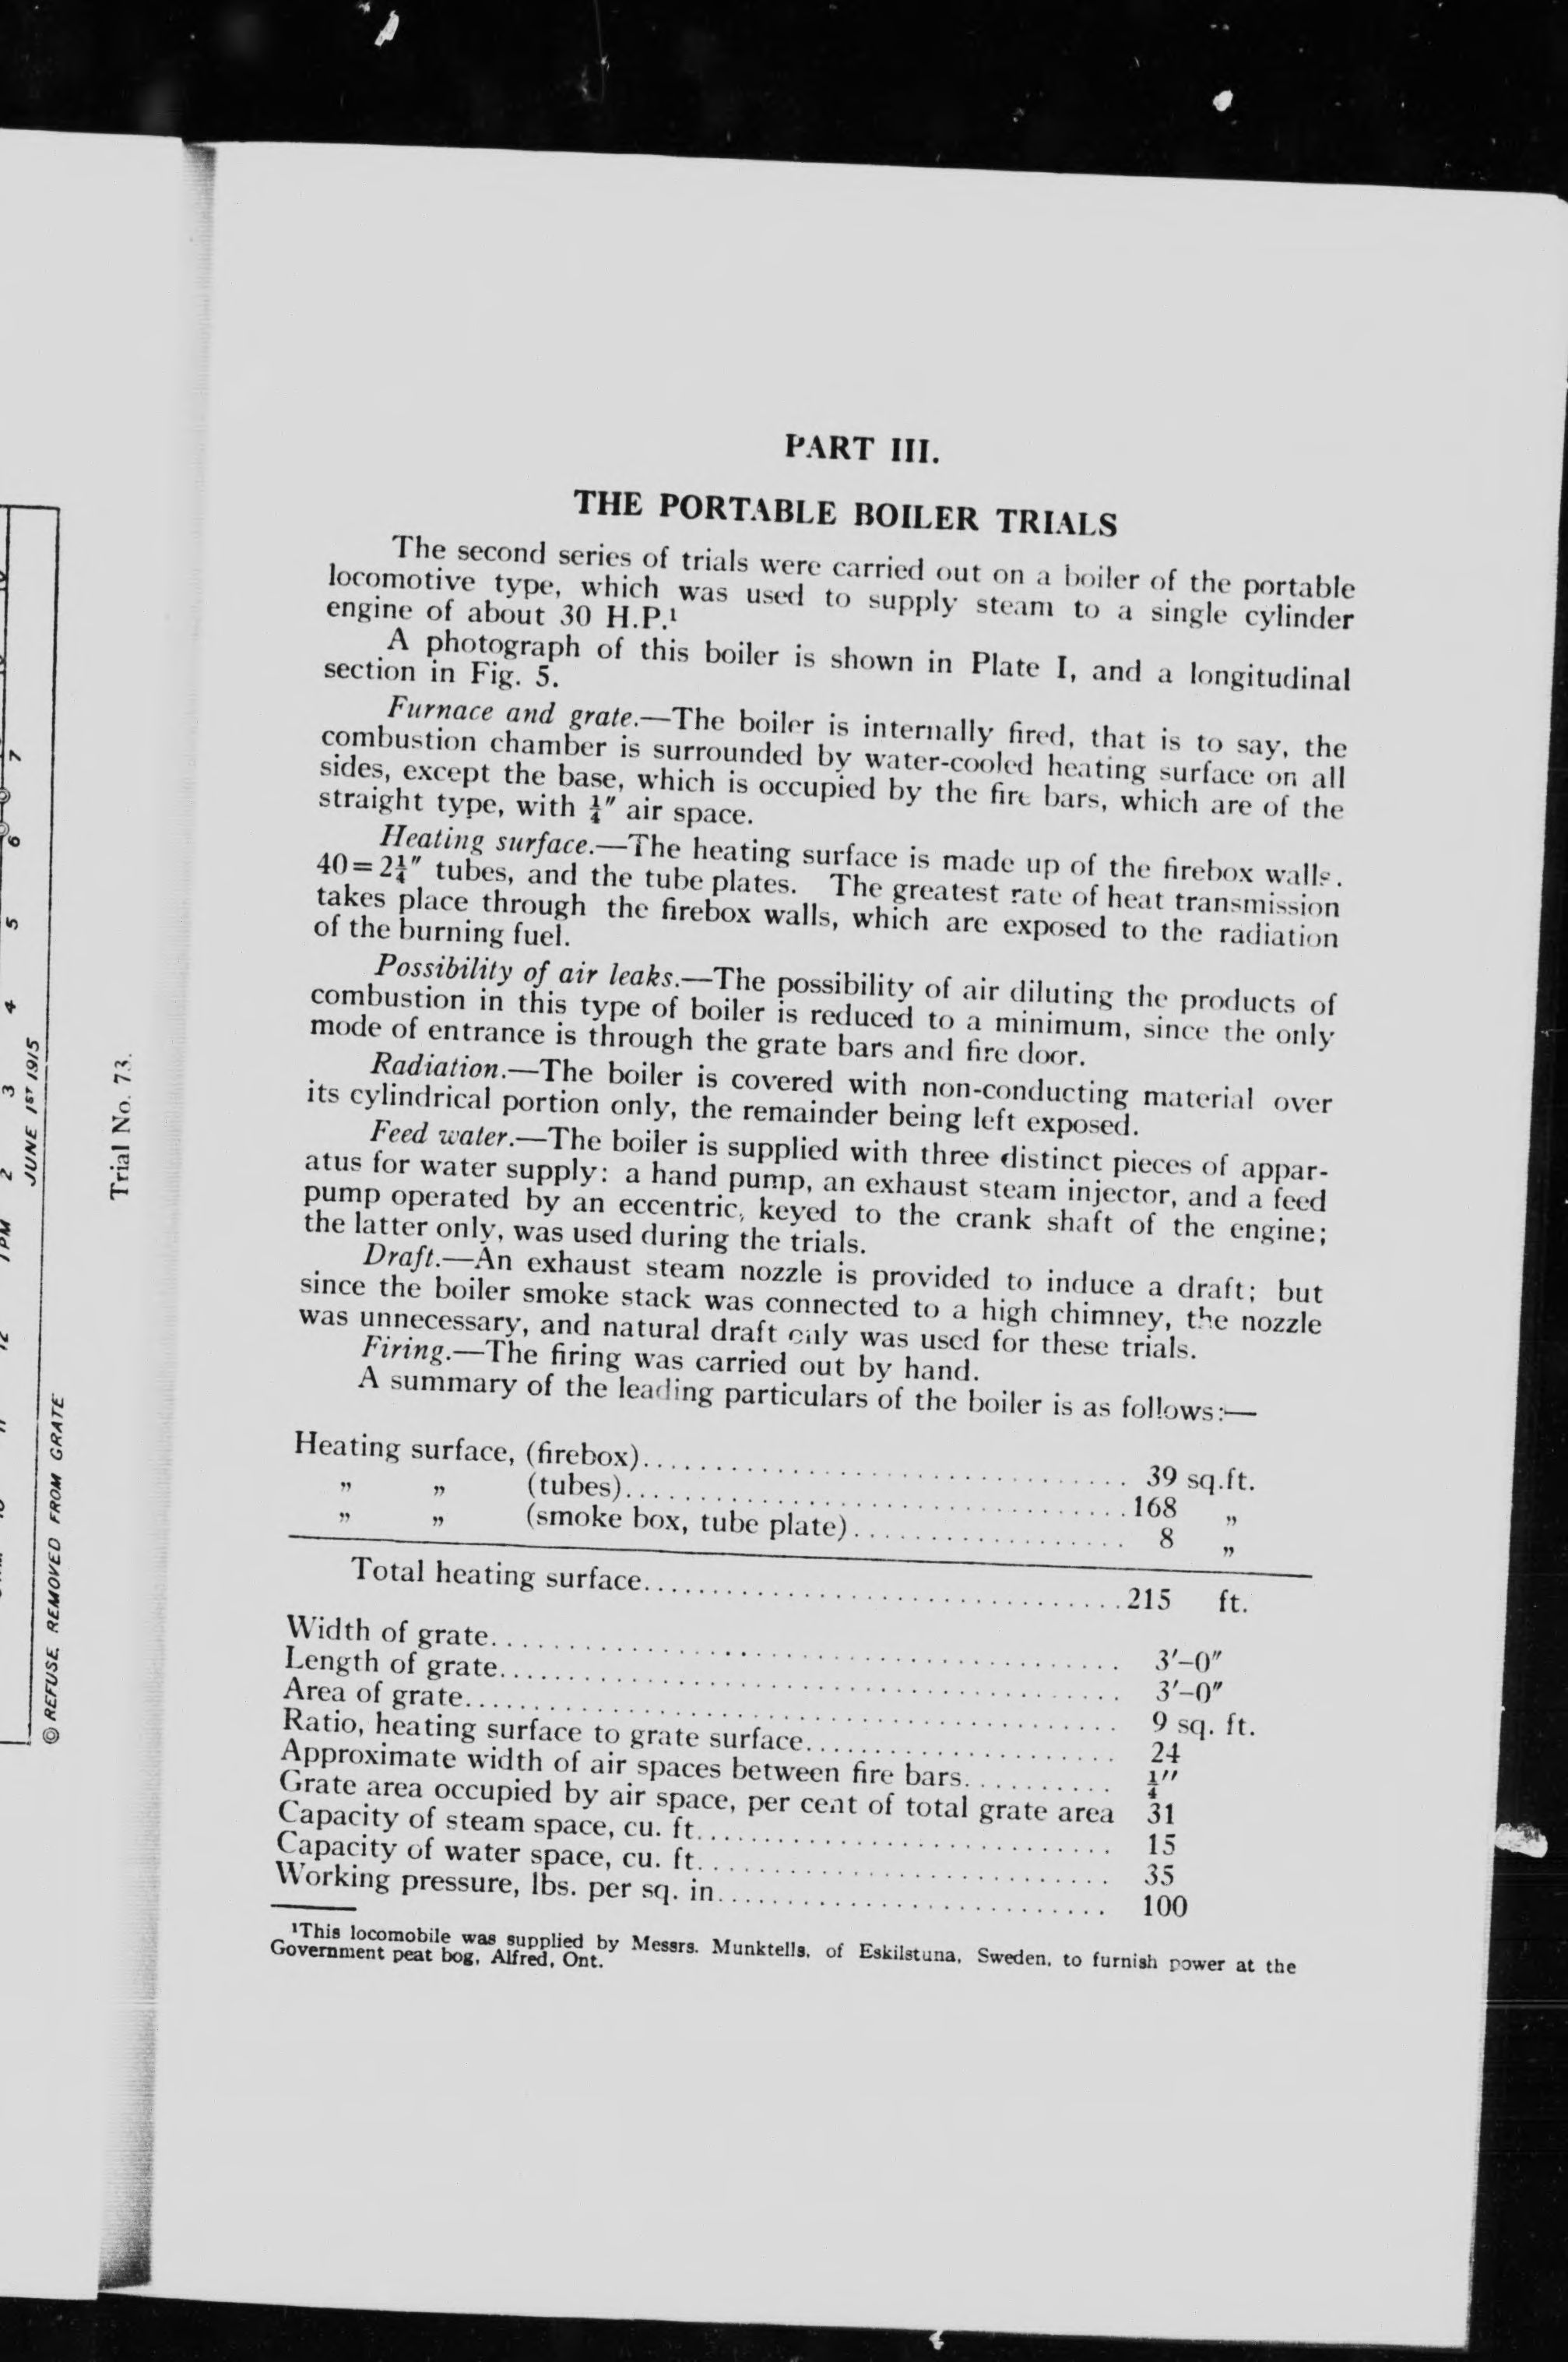 PART III.
THE PORTABLE BOILER TRIALS
The second series of trials were carried out on a boiler of the portable
locomotive type, which was used to supply steam to a single cylinder
engine of about 30 H.P.¹
A photograph of this boiler is shown in Plate I, and a longitudinal
section in Fig. 5.
Furnace and grate.—The boiler is internally fired, that is to say, the
combustion chamber is surrounded by water-cooled heating surface on all
sides, except the base, which is occupied by the fire bars, which are of the
straight type, with ¼″ air space.
Heating surface.—The heating surface is made up of the firebox walls.
40=2¼″ tubes, and the tube plates. The greatest rate of heat transmission
takes place through the firebox walls, which are exposed to the radiation
of the burning fuel.
Possibility of air leaks.—The possibility of air diluting the products of
combustion in this type of boiler is reduced to a minimum, since the only
mode of entrance is through the grate bars and fire door.
Radiation.—The boiler is covered with non-conducting material over
its cylindrical portion only, the remainder being left exposed.
Feed water.—The boiler is supplied with three distinct pieces of appar-
atus for water supply: a hand pump, an exhaust steam injector, and a feed
pump operated by an eccentric, keyed to the crank shaft of the engine;
the latter only, was used during the trials.
Draft.—An exhaust steam nozzle is provided to induce a draft; but
since the boiler smoke stack was connected to a high chimney, the nozzle
was unnecessary, and natural draft only was used for these trials.
Firing.—The firing was carried out by hand.
A summary of the leading particulars of the boiler is as follows:—
Heating surface, (firebox) 39 sq.ft.
„ „ (tubes) 168 „
„ „ (smoke box, tube plate) 8 „
Total heating surface 215 ft.
Width of grate 3′–0″
Length of grate 3′–0″
Area of grate 9 sq. ft.
Ratio, heating surface to grate surface 24
Approximate width of air spaces between fire bars ¼″
Grate area occupied by air space, per cent of total grate area 31
Capacity of steam space, cu. ft. 15
Capacity of water space, cu. ft. 35
Working pressure, lbs. per sq. in. 100
¹This locomobile was supplied by Messrs. Munktells, of Eskilstuna, Sweden, to furnish power at the
Government peat bog, Alfred, Ont.
Trial No. 73.
JUNE 1ST 1915
© REFUSE REMOVED FROM GRATE
1PM 2 3 4 5 6 7